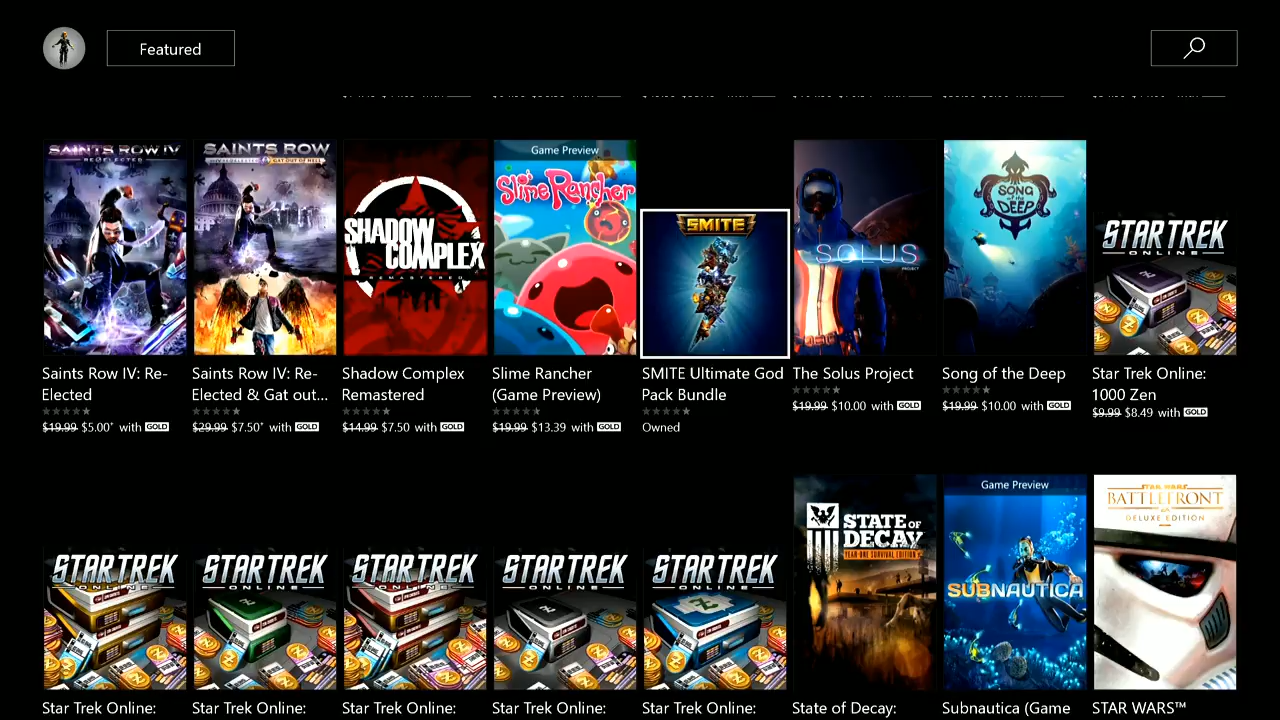 Featured
SAINTS ROW IV
RE-ELECTED
SAINTS ROW
GAT OUT OF HELL
SHADOW
COMPLEX
REMASTERED
Game Preview
Slime Rancher
SMITE
SOLUS
PROJECT
SONG
of the
DEEP
STAR TREK
ONLINE
Saints Row IV: Re-
Elected
$19.99 $5.00* with GOLD
Saints Row IV: Re-
Elected & Gat out...
$29.99 $7.50* with GOLD
Shadow Complex
Remastered
$14.99 $7.50 with GOLD
Slime Rancher
(Game Preview)
$19.99 $13.39 with GOLD
SMITE Ultimate God
Pack Bundle
Owned
The Solus Project
$19.99 $10.00 with GOLD
Song of the Deep
$19.99 $10.00 with GOLD
Star Trek Online:
1000 Zen
$9.99 $8.49 with GOLD
STAR TREK
ONLINE
STAR TREK
ONLINE
STAR TREK
ONLINE
STAR TREK
ONLINE
STAR TREK
ONLINE
STATE OF
DECAY
YEAR-ONE SURVIVAL EDITION
Game Preview
SUBNAUTICA
STAR WARS
BATTLEFRONT
DELUXE EDITION
Star Trek Online:
Star Trek Online:
Star Trek Online:
Star Trek Online:
Star Trek Online:
State of Decay:
Subnautica (Game
STAR WARS™